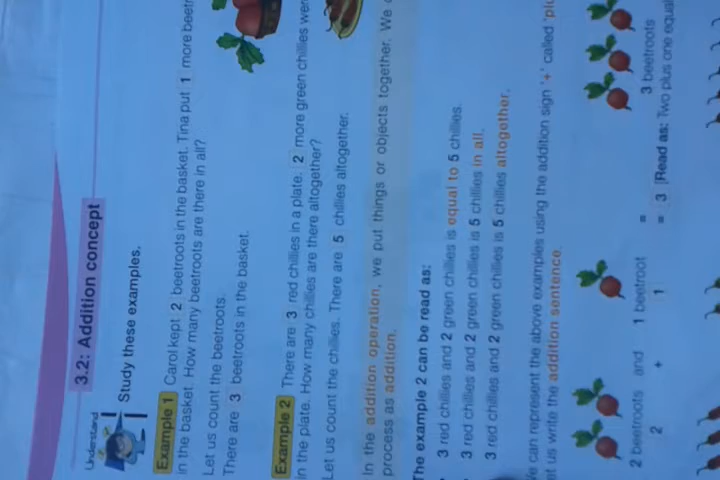 3.2: Addition concept
Understand
Study these examples.
Example 1 Carol kept 2 beetroots in the basket. Tina put 1 more
in the basket. How many beetroots are there in all?
Let us count the beetroots.
There are 3 beetroots in the basket.
Example 2 There are 3 red chillies in a plate. 2 more green chillies
in the plate. How many chillies are there altogether?
Let us count the chillies. There are 5 chillies altogether.
In the addition operation, we put things or objects together. We
process as addition.
The example 2 can be read as:
3 red chillies and 2 green chillies is equal to 5 chillies.
3 red chillies and 2 green chillies is 5 chillies in all.
3 red chillies and 2 green chillies is 5 chillies altogether.
can represent the above examples using the addition sign '+' called
us write the addition sentence.
2 beetroots and 1 beetroot = 3 beetroots
2 + 1 = 3 [Read as: Two plus one